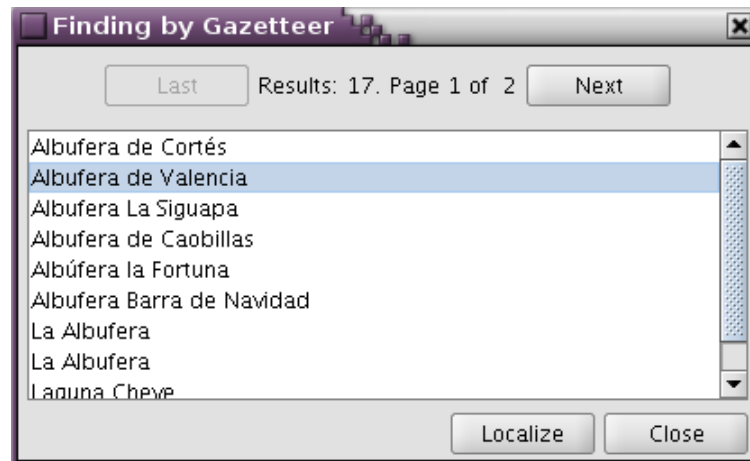 Finding by Gazetteer
Last Results: 17. Page 1 of 2 Next
Albufera de Cortés
Albufera de Valencia
Albufera La Siguapa
Albufera de Caobillas
Albúfera la Fortuna
Albufera Barra de Navidad
La Albufera
La Albufera
Laguna Cheve
Localize Close